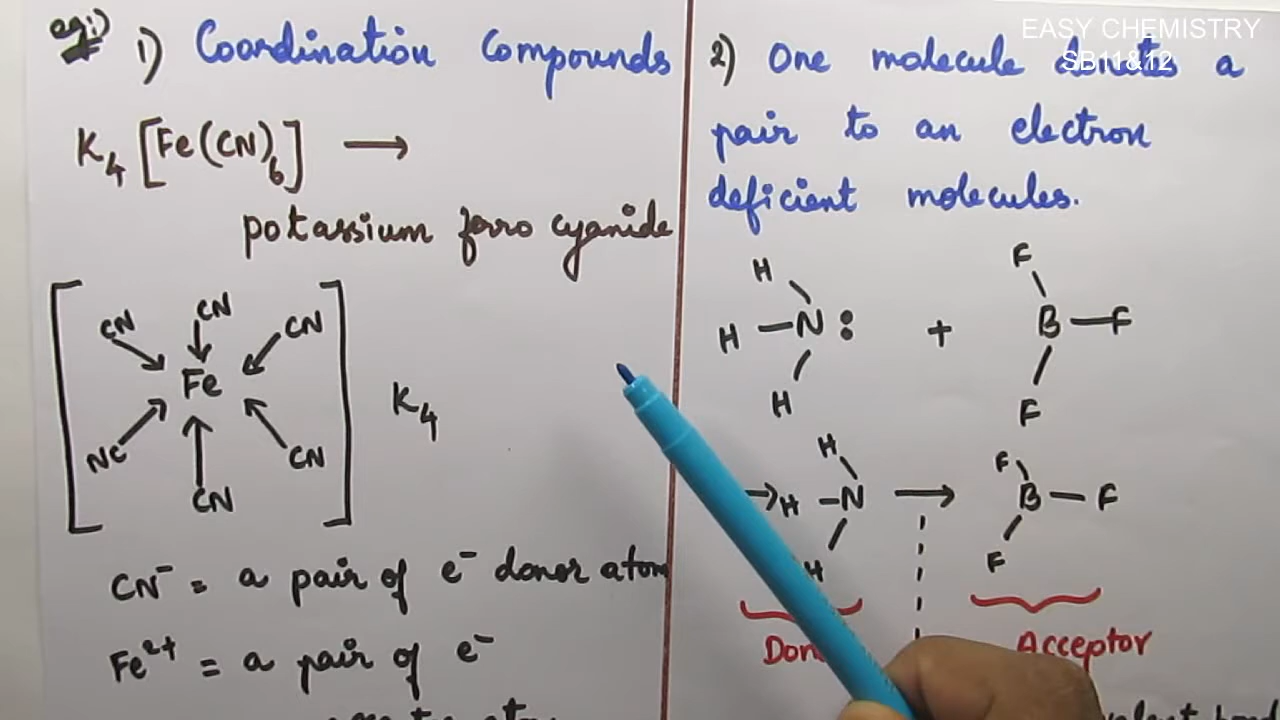 EASY CHEMISTRY
SB11&12
eg:)
1) Coordination Compounds
K4 [Fe(CN)6] →
potassium ferro cyanide
CN CN CN
Fe
K4
NC CN
CN
CN⁻ = a pair of e⁻ donor atom
Fe²⁺ = a pair of e⁻
2) One molecule donates a
pair to an electron
deficient molecules.
H F
H – N : + B – F
H F
H F
→ H – N → B – F
H F
Acceptor